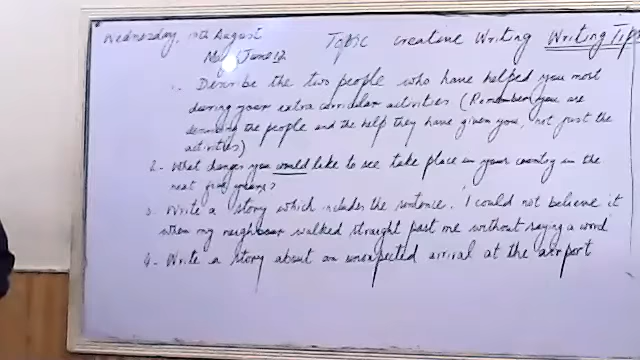 Wednesday, 10th August
Topic Creative Writing Writing Tips
May/June 12
1. Describe the two people who have helped you most
during your extra curricular activities (Remember you are
describing the people and the help they have given you, not just the
activities)
2- What changes you would like to see take place in your country in the
next five years?
3. Write a story which includes the sentence. 'I could not believe it
when my neighbour walked straight past me without saying a word
4- Write a story about an unexpected arrival at the airport